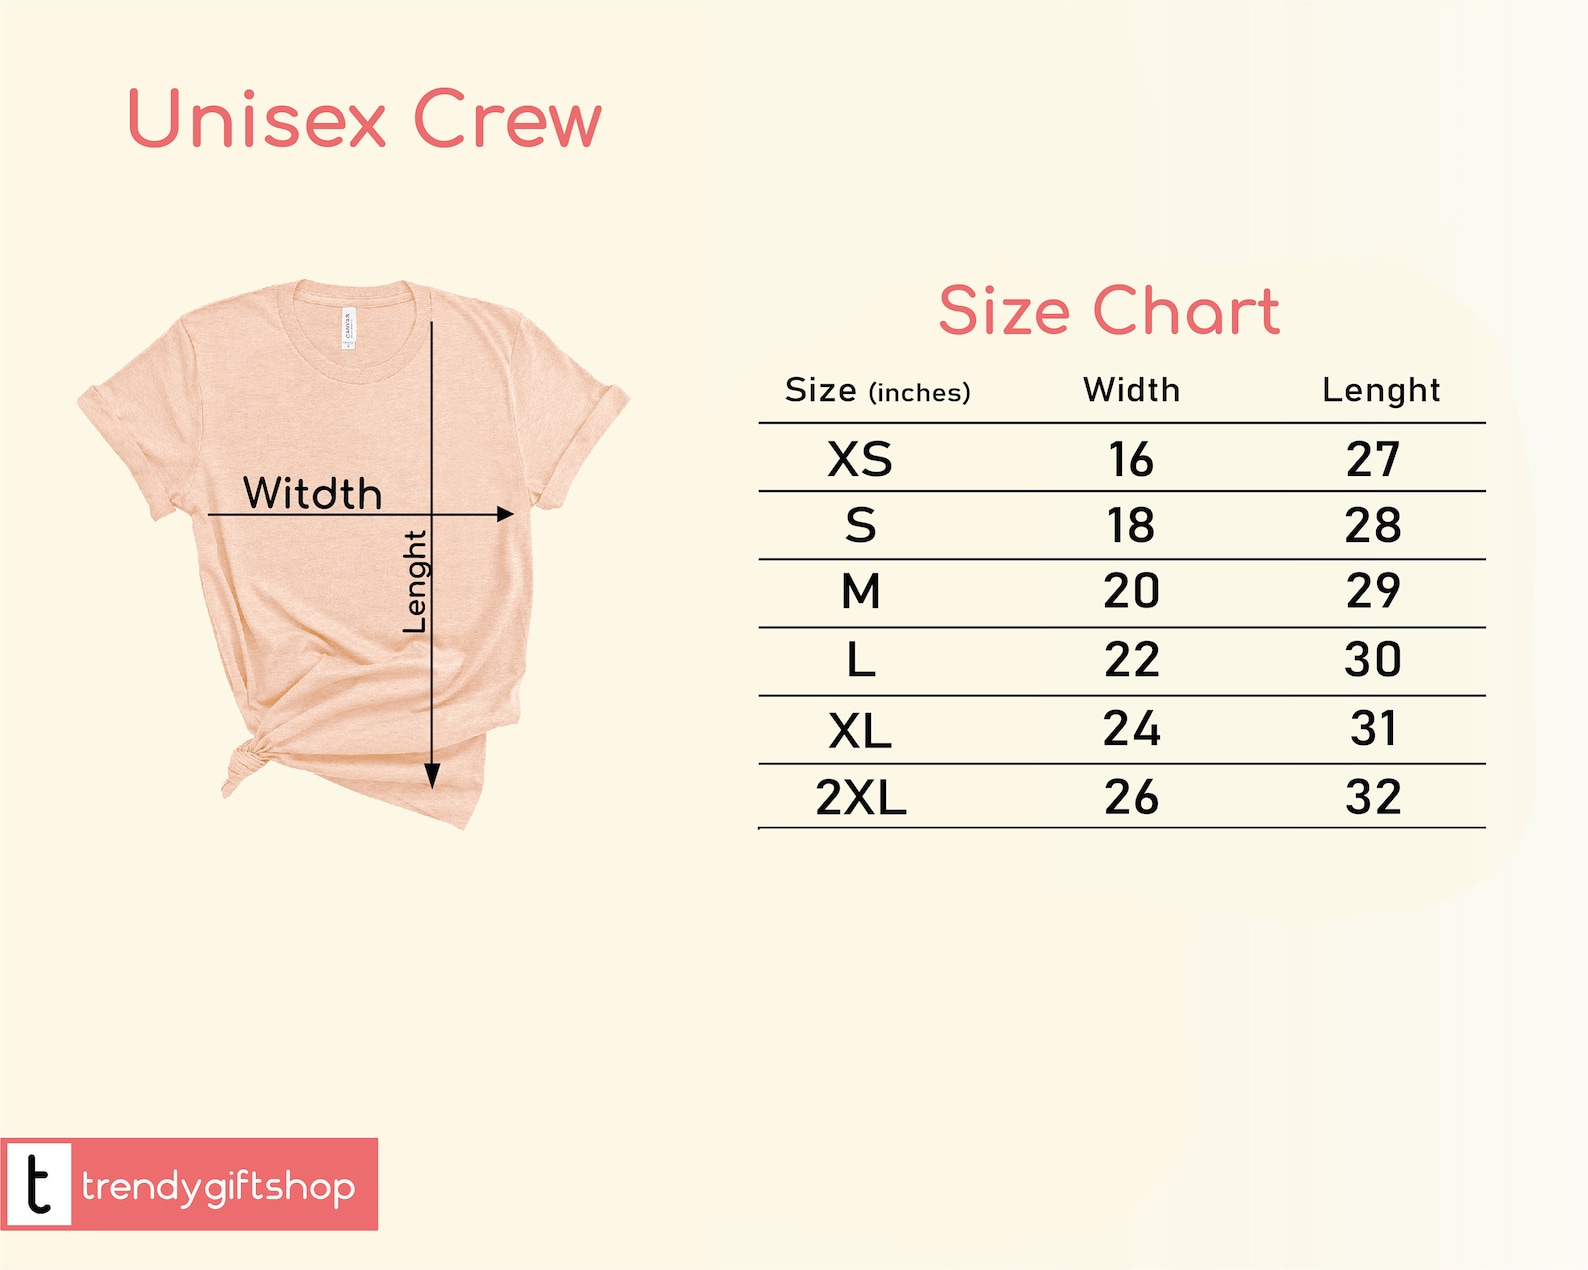 Unisex Crew
CANVAS
Witdth
Lenght
Size Chart
Size (inches) Width Lenght
XS 16 27
S 18 28
M 20 29
L 22 30
XL 24 31
2XL 26 32
t trendygiftshop